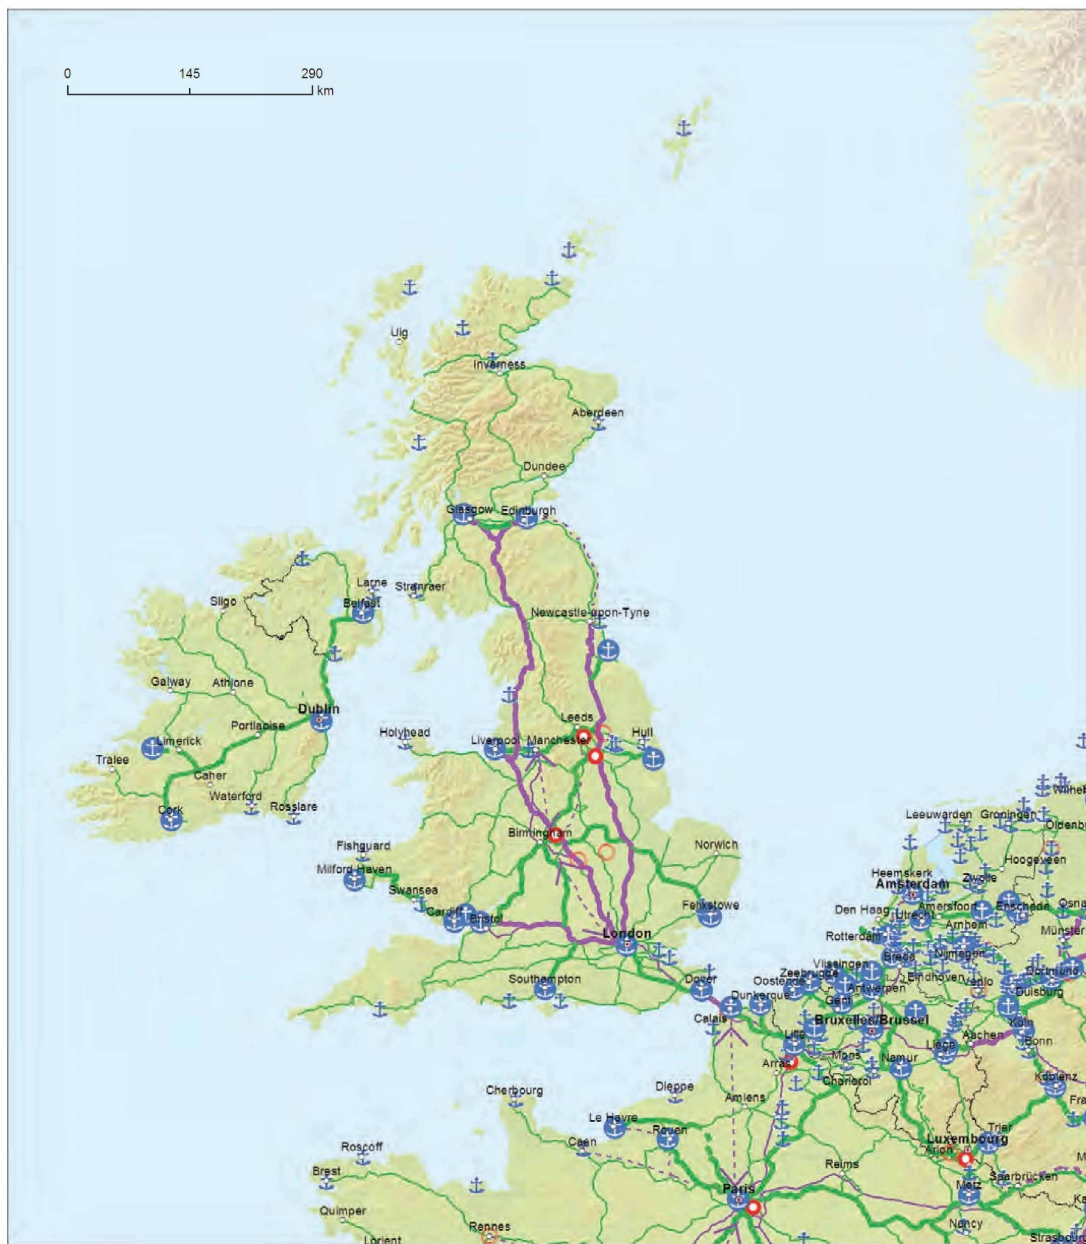 0 145 290
km
Uig
Inverness
Aberdeen
Dundee
Glasgow
Edinburgh
Stranraer
Larne
Belfast
Sligo
Newcastle-upon-Tyne
Galway
Athlone
Dublin
Portlaoise
Leeds
Hull
Holyhead
Liverpool
Manchester
Limerick
Tralee
Caher
Waterford
Rosslare
Cork
Birmingham
Norwich
Fishguard
Milford Haven
Swansea
Cardiff
Bristol
Felixstowe
London
Southampton
Dover
Leeuwarden
Groningen
Hoogeveen
Heemskerk
Zwolle
Amsterdam
Den Haag
Utrecht
Amersfoort
Enschede
Rotterdam
Arnhem
Nijmegen
Münster
Breda
Vlissingen
Zeebrugge
Oostende
Eindhoven
Venlo
Dortmund
Duisburg
Antwerpen
Gent
Dunkerque
Calais
Bruxelles/Brussel
Lille
Köln
Aachen
Bonn
Liège
Mons
Namur
Arras
Charleroi
Koblenz
Cherbourg
Dieppe
Amiens
Le Havre
Rouen
Trier
Luxembourg
Arlon
Caen
Roscoff
Reims
Saarbrücken
Brest
Paris
Metz
Quimper
Rennes
Nancy
Lorient